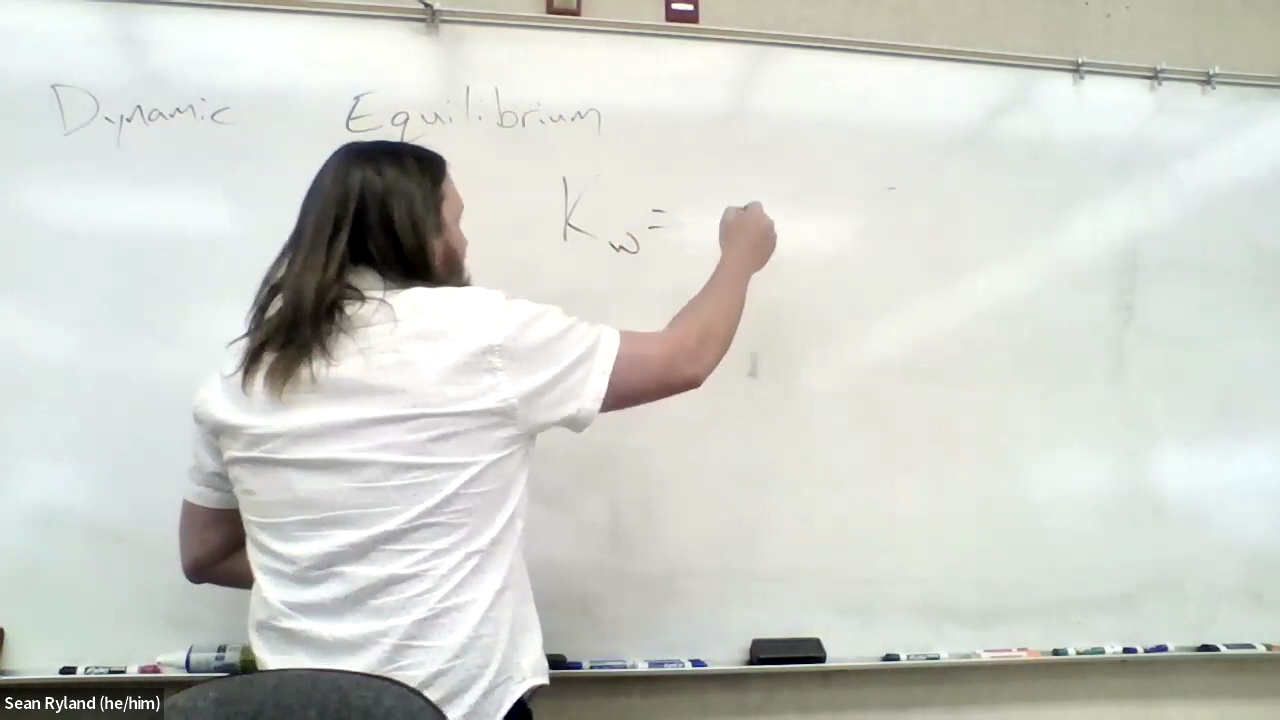 Dynamic Equilibrium
Kw =
Sean Ryland (he/him)